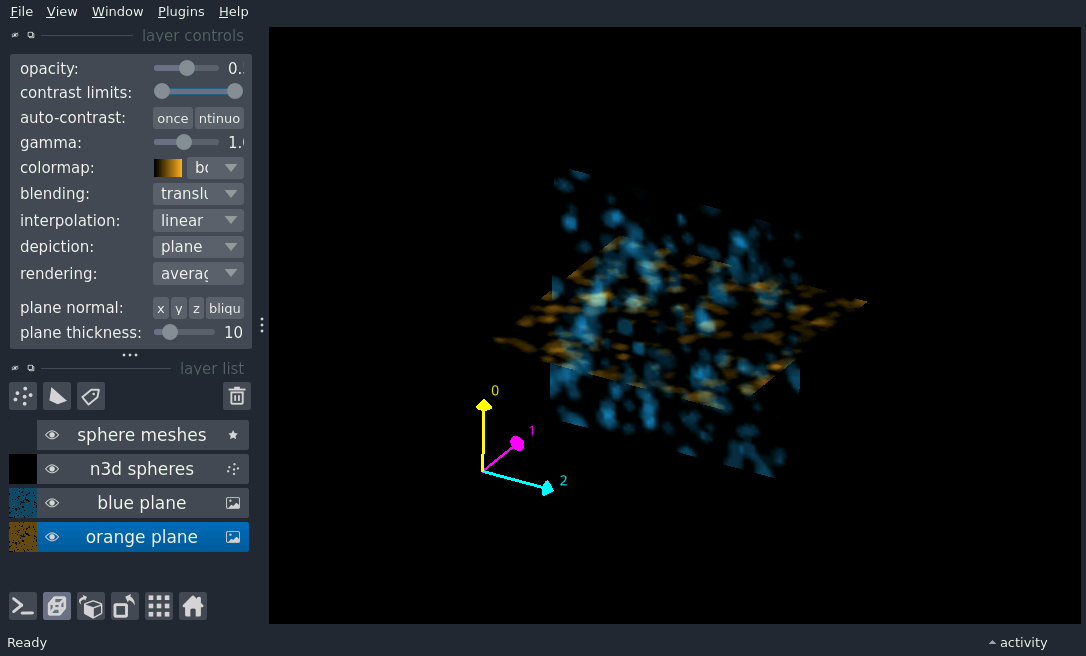 File View Window Plugins Help
layer controls
opacity: 0.
contrast limits:
auto-contrast: once ntinuo
gamma: 1.
colormap: bo
blending: translu
interpolation: linear
depiction: plane
rendering: averag
plane normal: x y z bliqu
plane thickness: 10
layer list
sphere meshes
n3d spheres
blue plane
orange plane
0
1
2
Ready
activity